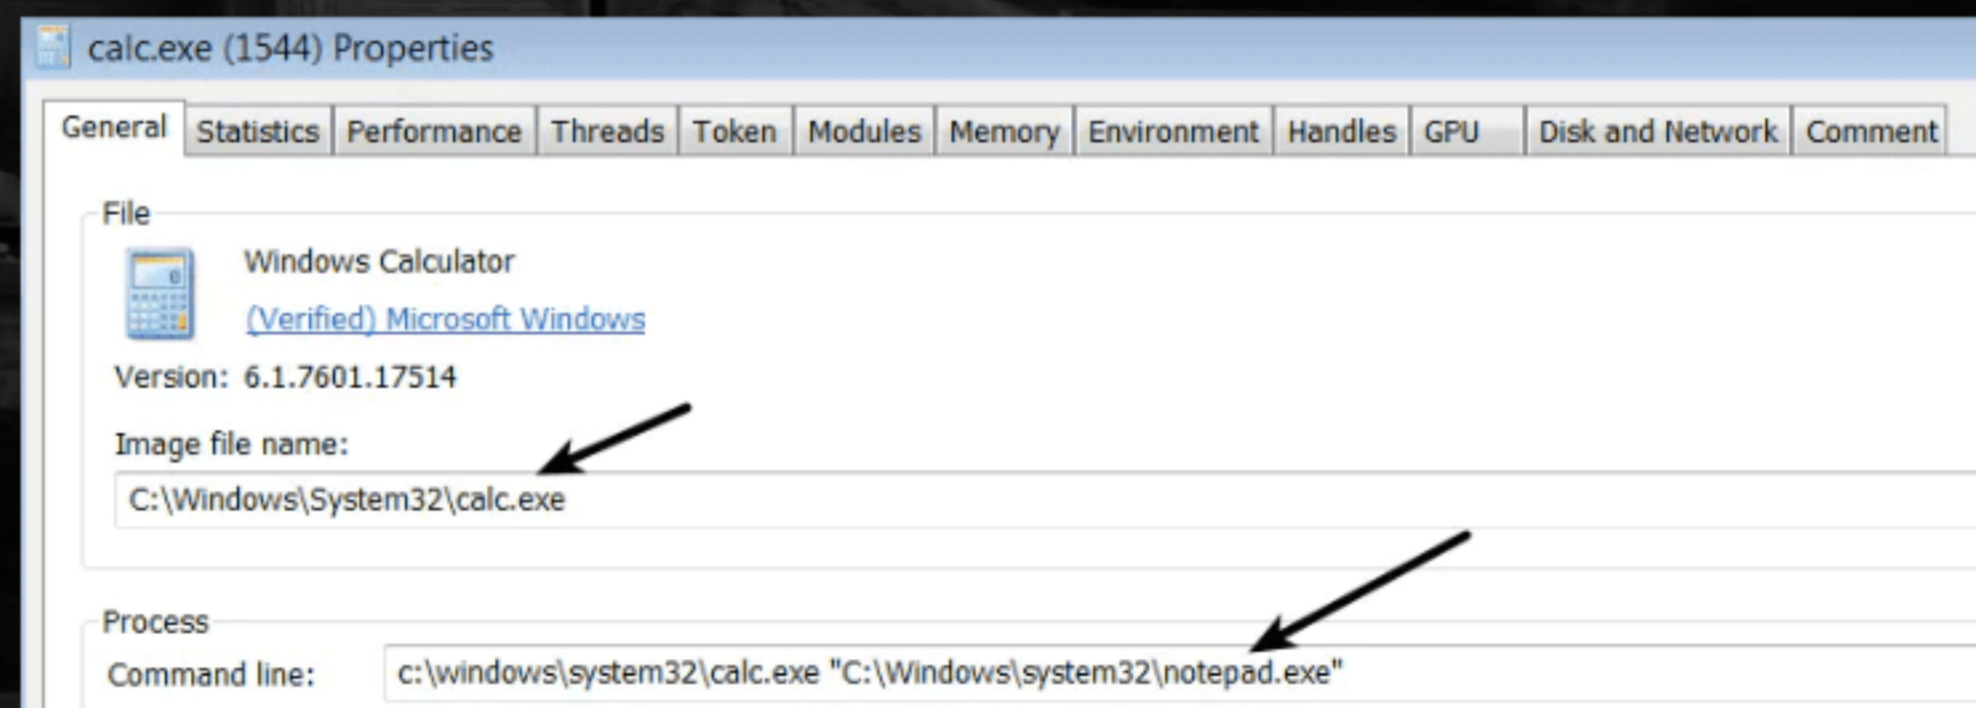 calc.exe (1544) Properties
General Statistics Performance Threads Token Modules Memory Environment Handles GPU Disk and Network Comment
File
Windows Calculator
(Verified) Microsoft Windows
Version: 6.1.7601.17514
Image file name:
C:\Windows\System32\calc.exe
Process
Command line: c:\windows\system32\calc.exe "C:\Windows\system32\notepad.exe"